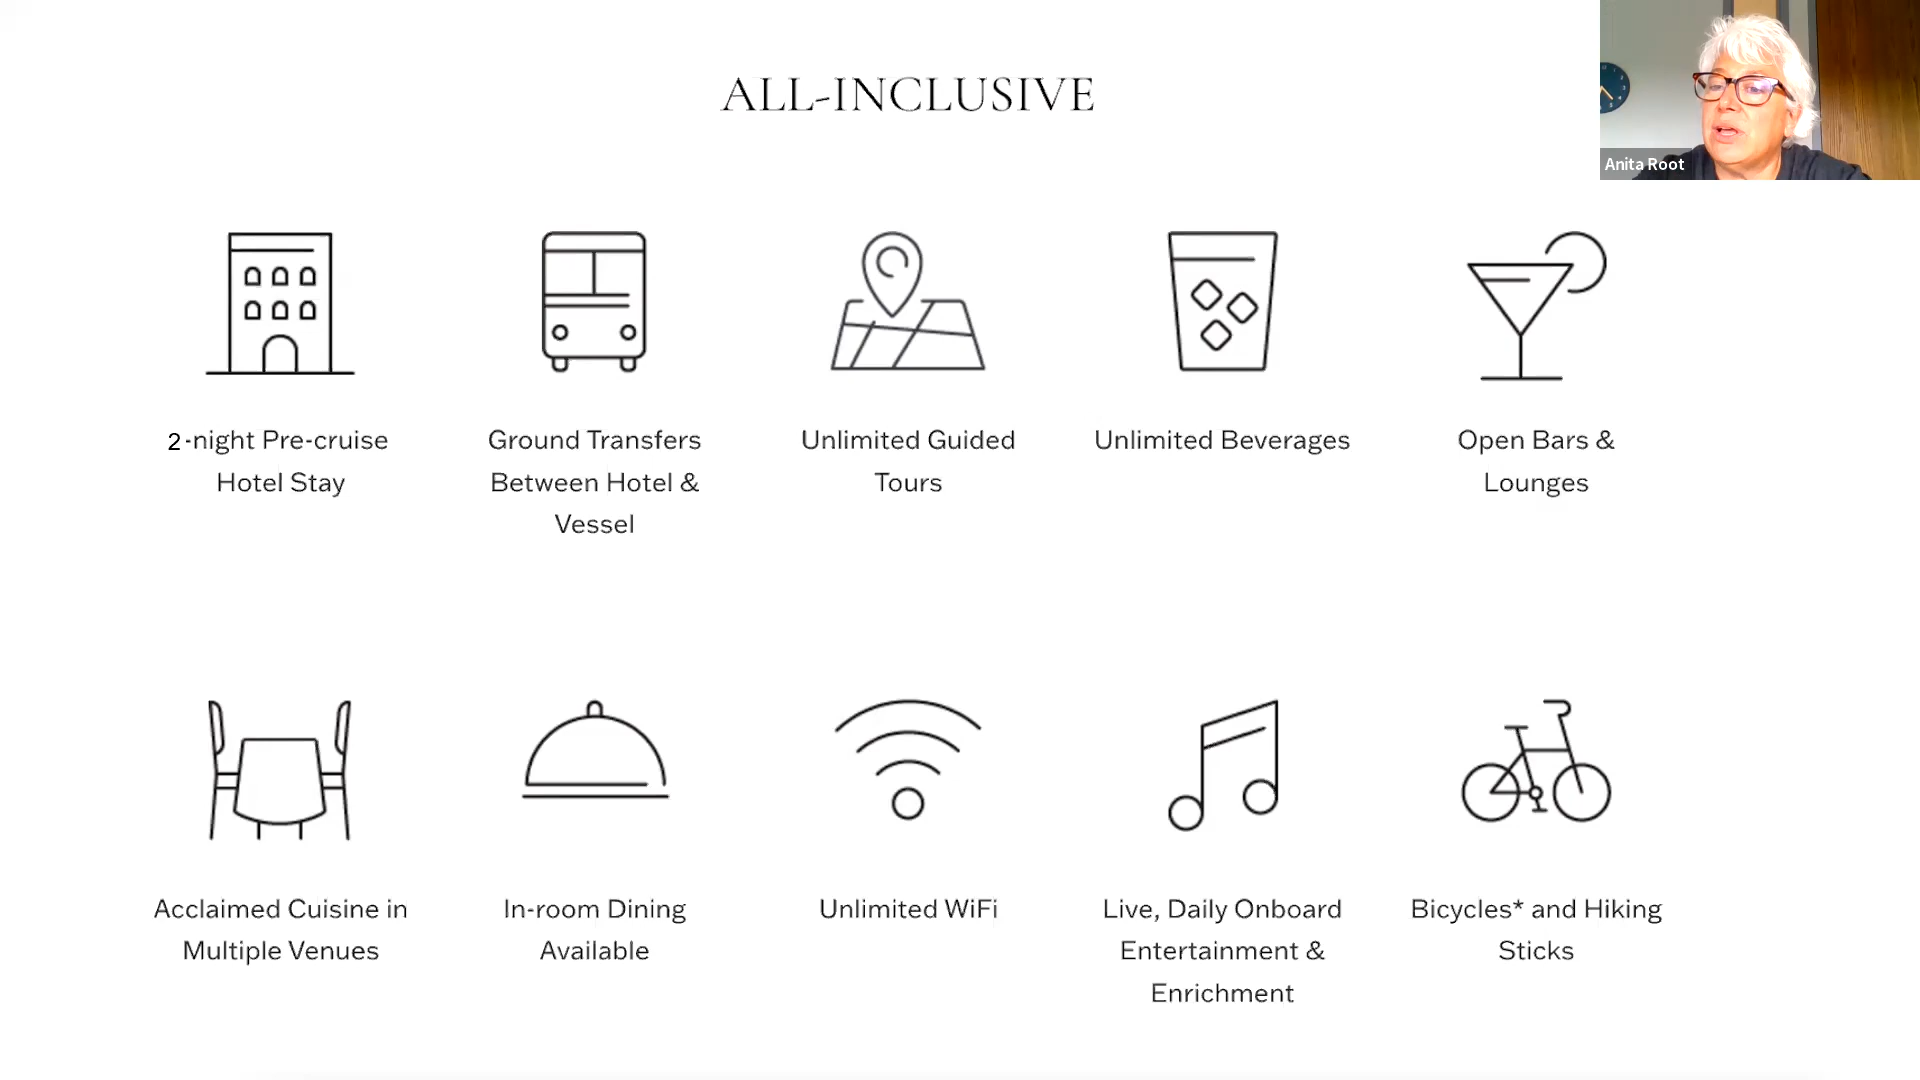 ALL-INCLUSIVE
Anita Root
2-night Pre-cruise
Hotel Stay
Ground Transfers
Between Hotel &
Vessel
Unlimited Guided
Tours
Unlimited Beverages
Open Bars &
Lounges
Acclaimed Cuisine in
Multiple Venues
In-room Dining
Available
Unlimited WiFi
Live, Daily Onboard
Entertainment &
Enrichment
Bicycles* and Hiking
Sticks